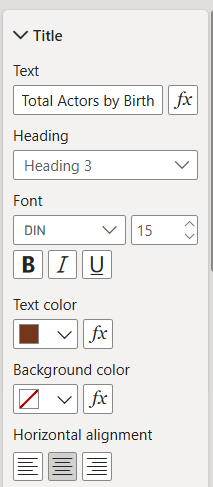 Title
Text
Total Actors by Birth
fx
Heading
Heading 3
Font
DIN
15
B I U
Text color
fx
Background color
fx
Horizontal alignment